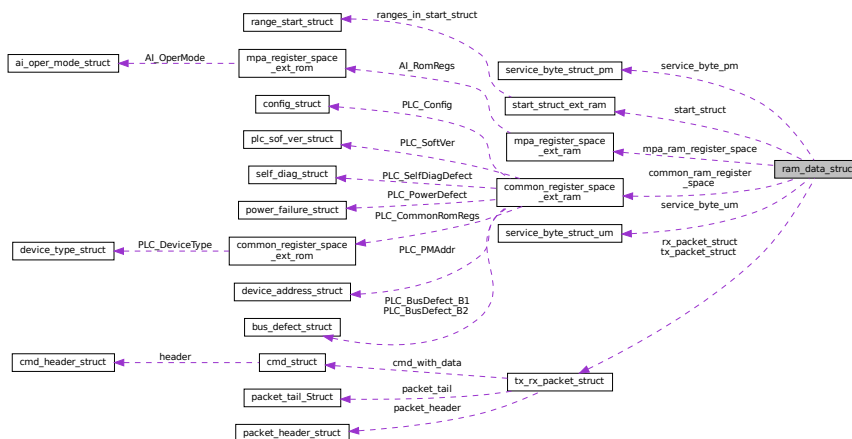 range_start_struct
ranges_in_start_struct
ai_oper_mode_struct
AI_OperMode
mpa_register_space
_ext_rom
AI_RomRegs
service_byte_struct_pm
service_byte_pm
config_struct
PLC_Config
start_struct_ext_ram
start_struct
plc_sof_ver_struct
PLC_SoftVer
mpa_register_space
_ext_ram
mpa_ram_register_space
ram_data_struct
self_diag_struct
PLC_SelfDiagDefect
common_register_space
_ext_ram
common_ram_register
_space
power_failure_struct
PLC_PowerDefect
PLC_CommonRomRegs
service_byte_struct_um
service_byte_um
device_type_struct
PLC_DeviceType
common_register_space
_ext_rom
PLC_PMAddr
rx_packet_struct
tx_packet_struct
device_address_struct
PLC_BusDefect_B1
PLC_BusDefect_B2
bus_defect_struct
cmd_header_struct
header
cmd_struct
cmd_with_data
tx_rx_packet_struct
packet_tail_Struct
packet_tail
packet_header
packet_header_struct